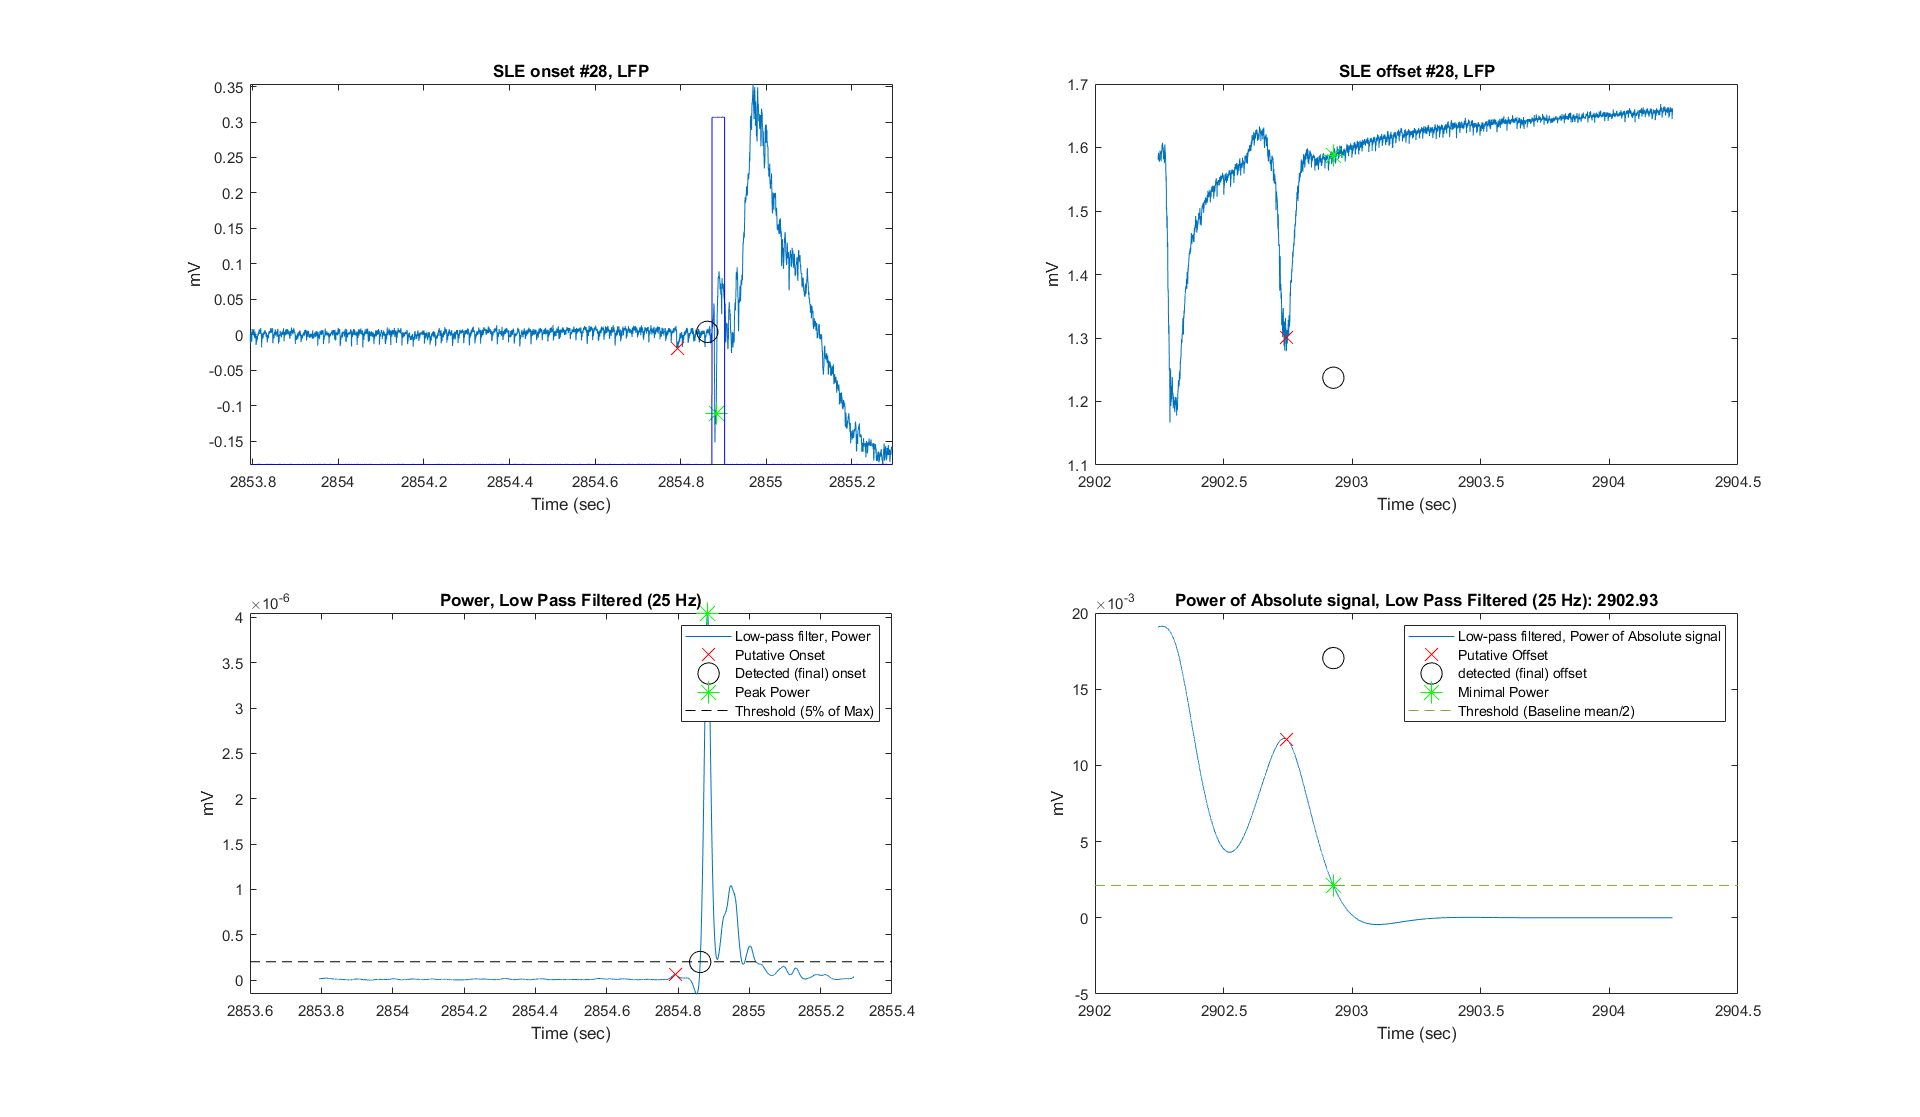 SLE onset #28, LFP
0.35
0.3
0.25
0.2
0.15
0.1
0.05
0
-0.05
-0.1
-0.15
mV
2853.8 2854 2854.2 2854.4 2854.6 2854.8 2855 2855.2
Time (sec)
SLE offset #28, LFP
1.7
1.6
1.5
1.4
1.3
1.2
1.1
mV
2902 2902.5 2903 2903.5 2904 2904.5
Time (sec)
Power, Low Pass Filtered (25 Hz)
×10-6
4
3.5
3
2.5
2
1.5
1
0.5
0
mV
Low-pass filter, Power
Putative Onset
Detected (final) onset
Peak Power
Threshold (5% of Max)
2853.6 2853.8 2854 2854.2 2854.4 2854.6 2854.8 2855 2855.2 2855.4
Time (sec)
Power of Absolute signal, Low Pass Filtered (25 Hz): 2902.93
×10-3
20
15
10
5
0
-5
mV
Low-pass filtered, Power of Absolute signal
Putative Offset
detected (final) offset
Minimal Power
Threshold (Baseline mean/2)
2902 2902.5 2903 2903.5 2904 2904.5
Time (sec)